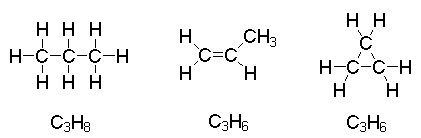 H H H
H-C-C-C-H
H H H
C₃H₈
H CH₃
C=C
H H
C₃H₆
H H
C
H C-C H
H H
C₃H₆